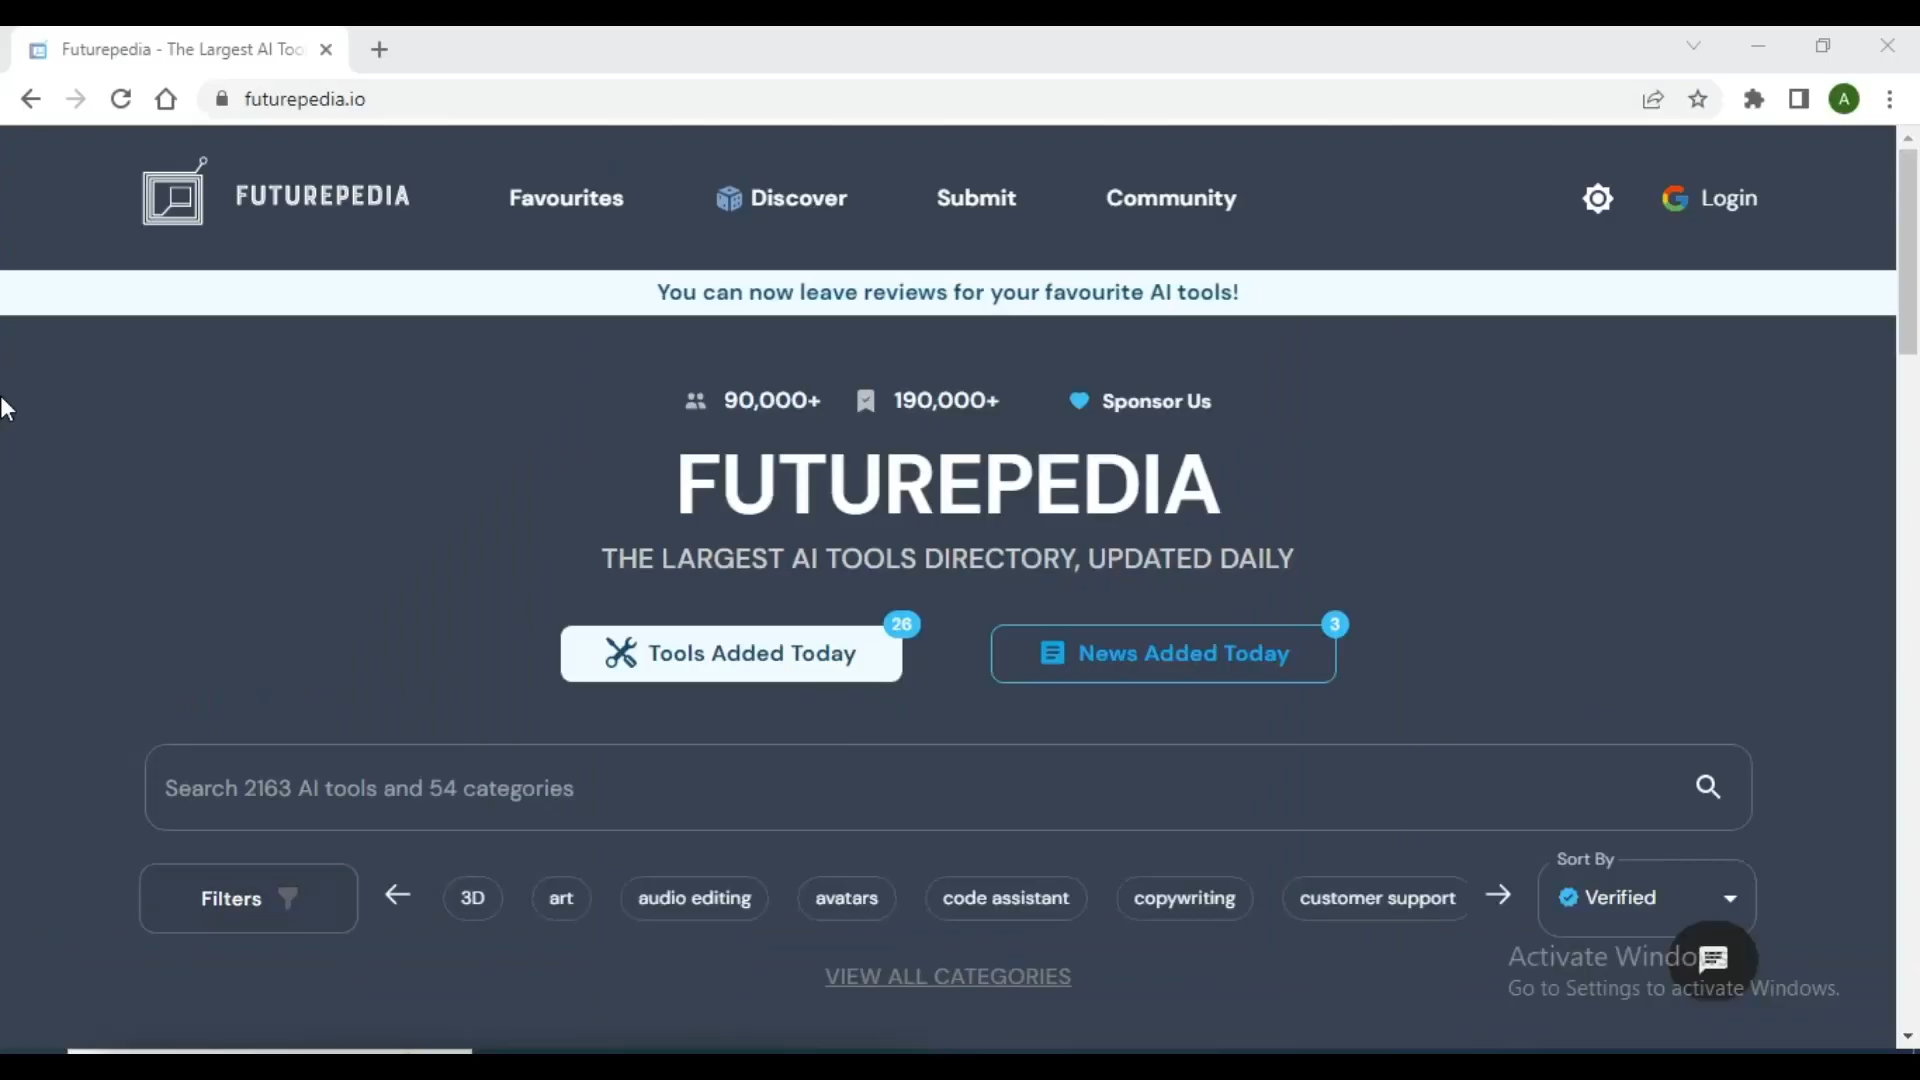 Futurepedia - The Largest AI Too
futurepedia.io
A
FUTUREPEDIA
Favourites
Discover
Submit
Community
Login
You can now leave reviews for your favourite AI tools!
90,000+
190,000+
Sponsor Us
FUTUREPEDIA
THE LARGEST AI TOOLS DIRECTORY, UPDATED DAILY
26
Tools Added Today
3
News Added Today
Search 2163 AI tools and 54 categories
Filters
3D
art
audio editing
avatars
code assistant
copywriting
customer support
Sort By
Verified
VIEW ALL CATEGORIES
Activate Windo
Go to Settings to activate Windows.